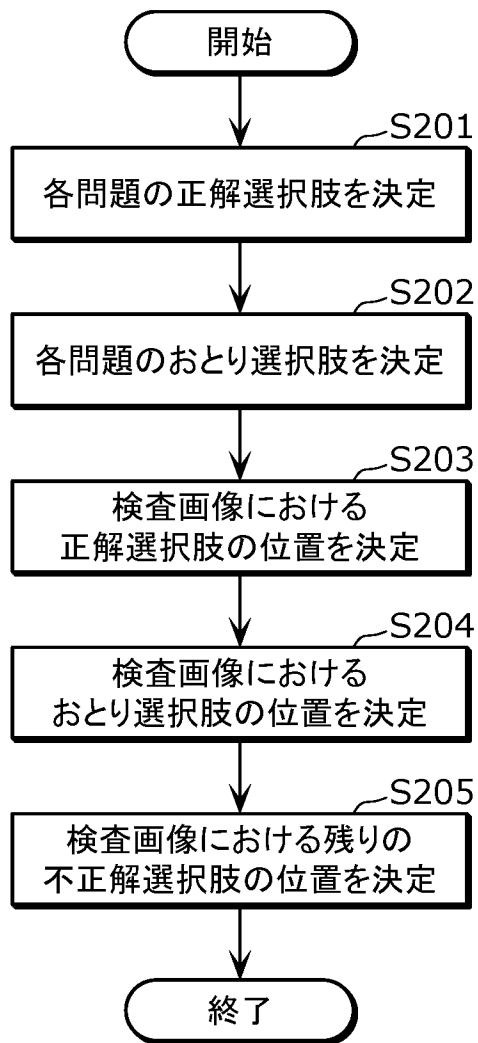 開始
S201
各問題の正解選択肢を決定
S202
各問題のおとり選択肢を決定
S203
検査画像における
正解選択肢の位置を決定
S204
検査画像における
おとり選択肢の位置を決定
S205
検査画像における残りの
不正解選択肢の位置を決定
終了